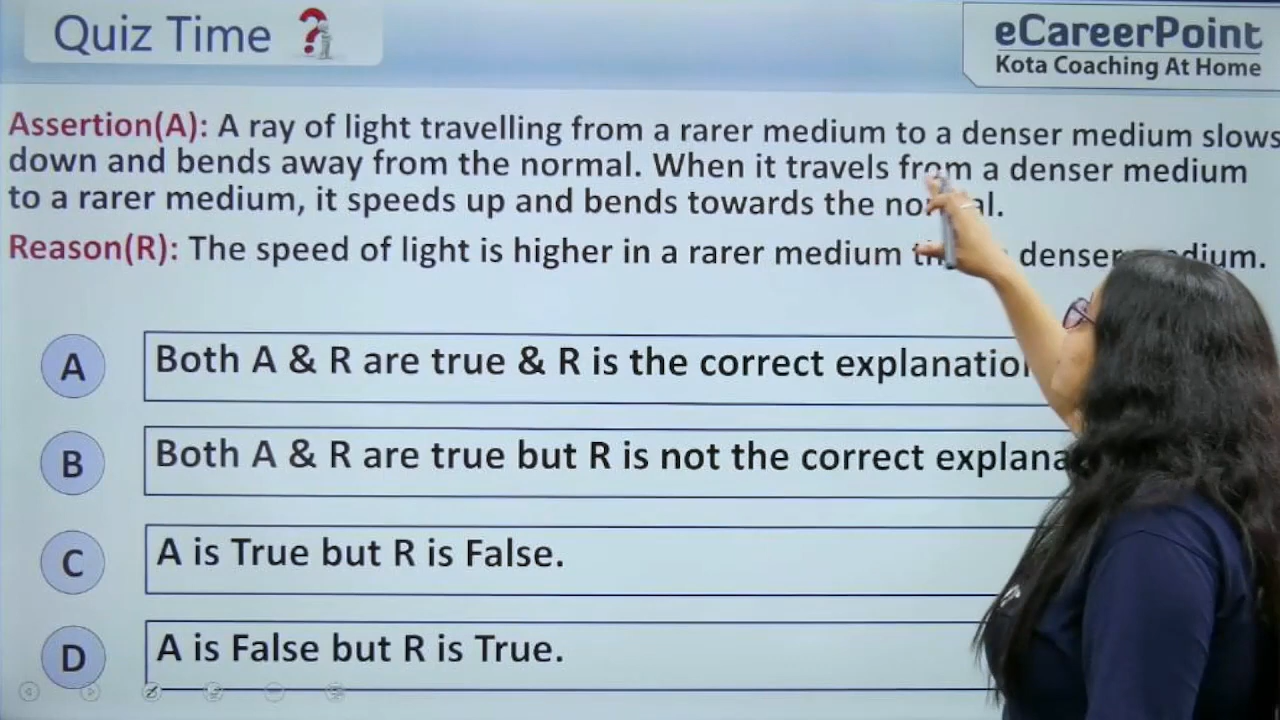 Quiz Time
eCareerPoint
Kota Coaching At Home
Assertion(A): A ray of light travelling from a rarer medium to a denser medium slows
down and bends away from the normal. When it travels from a denser medium
to a rarer medium, it speeds up and bends towards the normal.
Reason(R): The speed of light is higher in a rarer medium denser medium.
A
Both A & R are true & R is the correct
B
Both A & R are true but R is not the correct
C
A is True but R is False.
D
A is False but R is True.